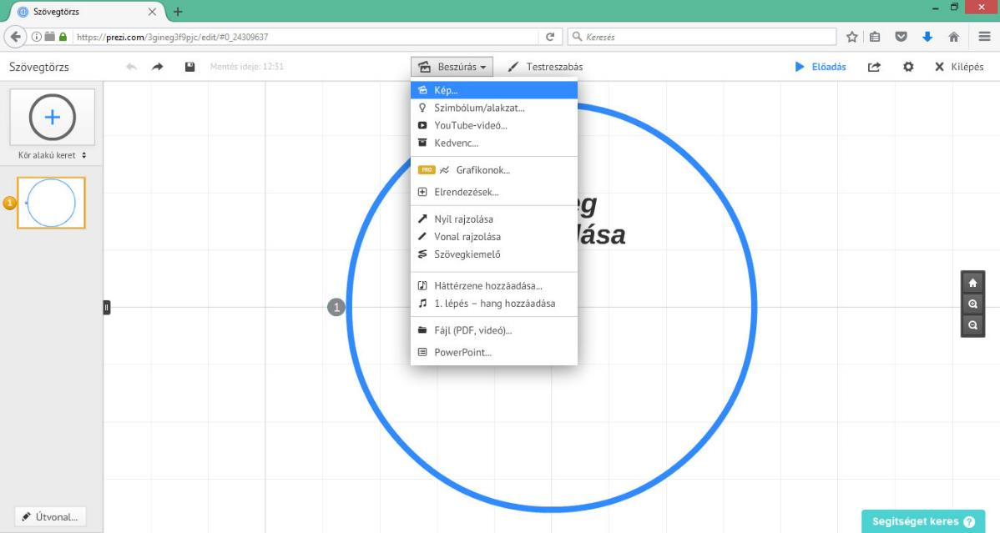 Szövegtörzs
https://prezi.com/3gineg3f9pjc/edit/#0_24309637
Keresés
Szövegtörzs
Mentés ideje: 12:31
Beszúrás
Testreszabás
Előadás
Kilépés
Kép...
Szimbólum/alakzat...
YouTube-videó...
Kedvenc...
PRO Grafikonok...
Elrendezések...
Nyíl rajzolása
Vonal rajzolása
Szövegkiemelő
Háttérzene hozzáadása...
1. lépés – hang hozzáadása
Fájl (PDF, videó)...
PowerPoint...
Kör alakú keret
1
eg
lása
1
Útvonal...
Segítséget keres ?